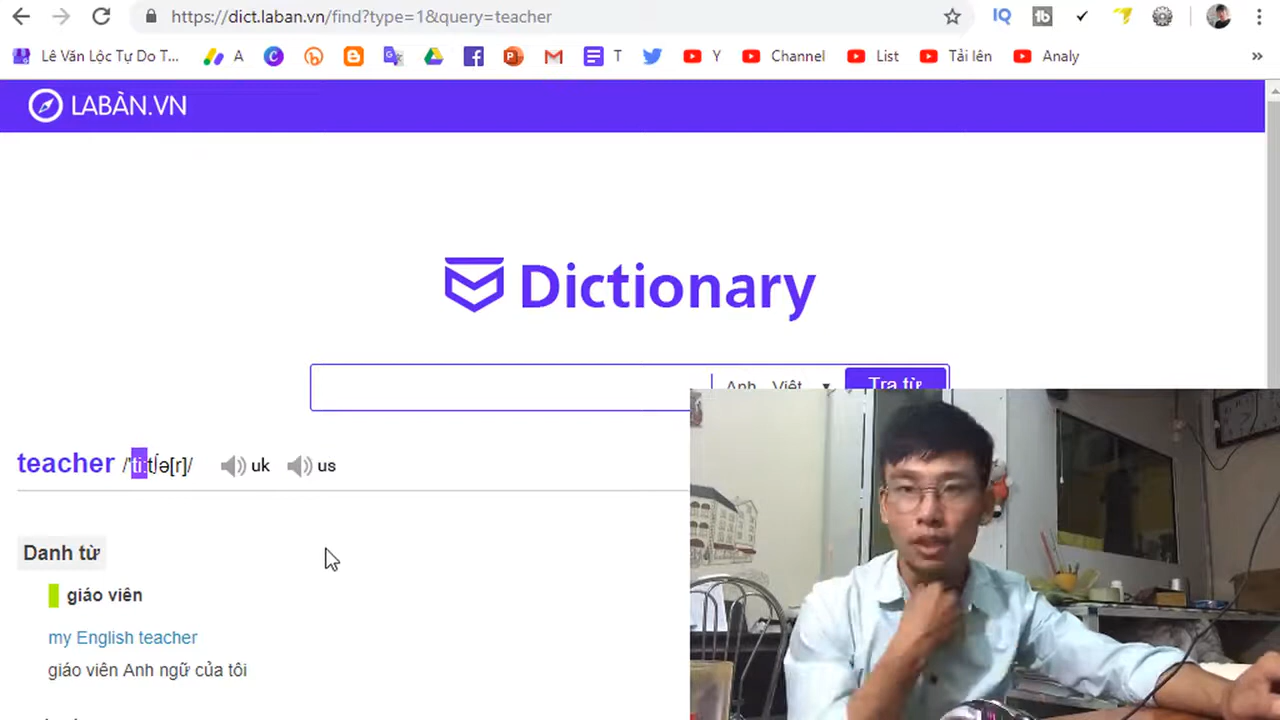 https://dict.laban.vn/find?type=1&query=teacher
Lê Văn Lộc Tự Do T... A T Y Channel List Tải lên Analy
LABÀN.VN
Dictionary
Anh - Việt Tra từ
teacher /'ti:t∫ə[r]/ uk us
Danh từ
giáo viên
my English teacher
giáo viên Anh ngữ của tôi